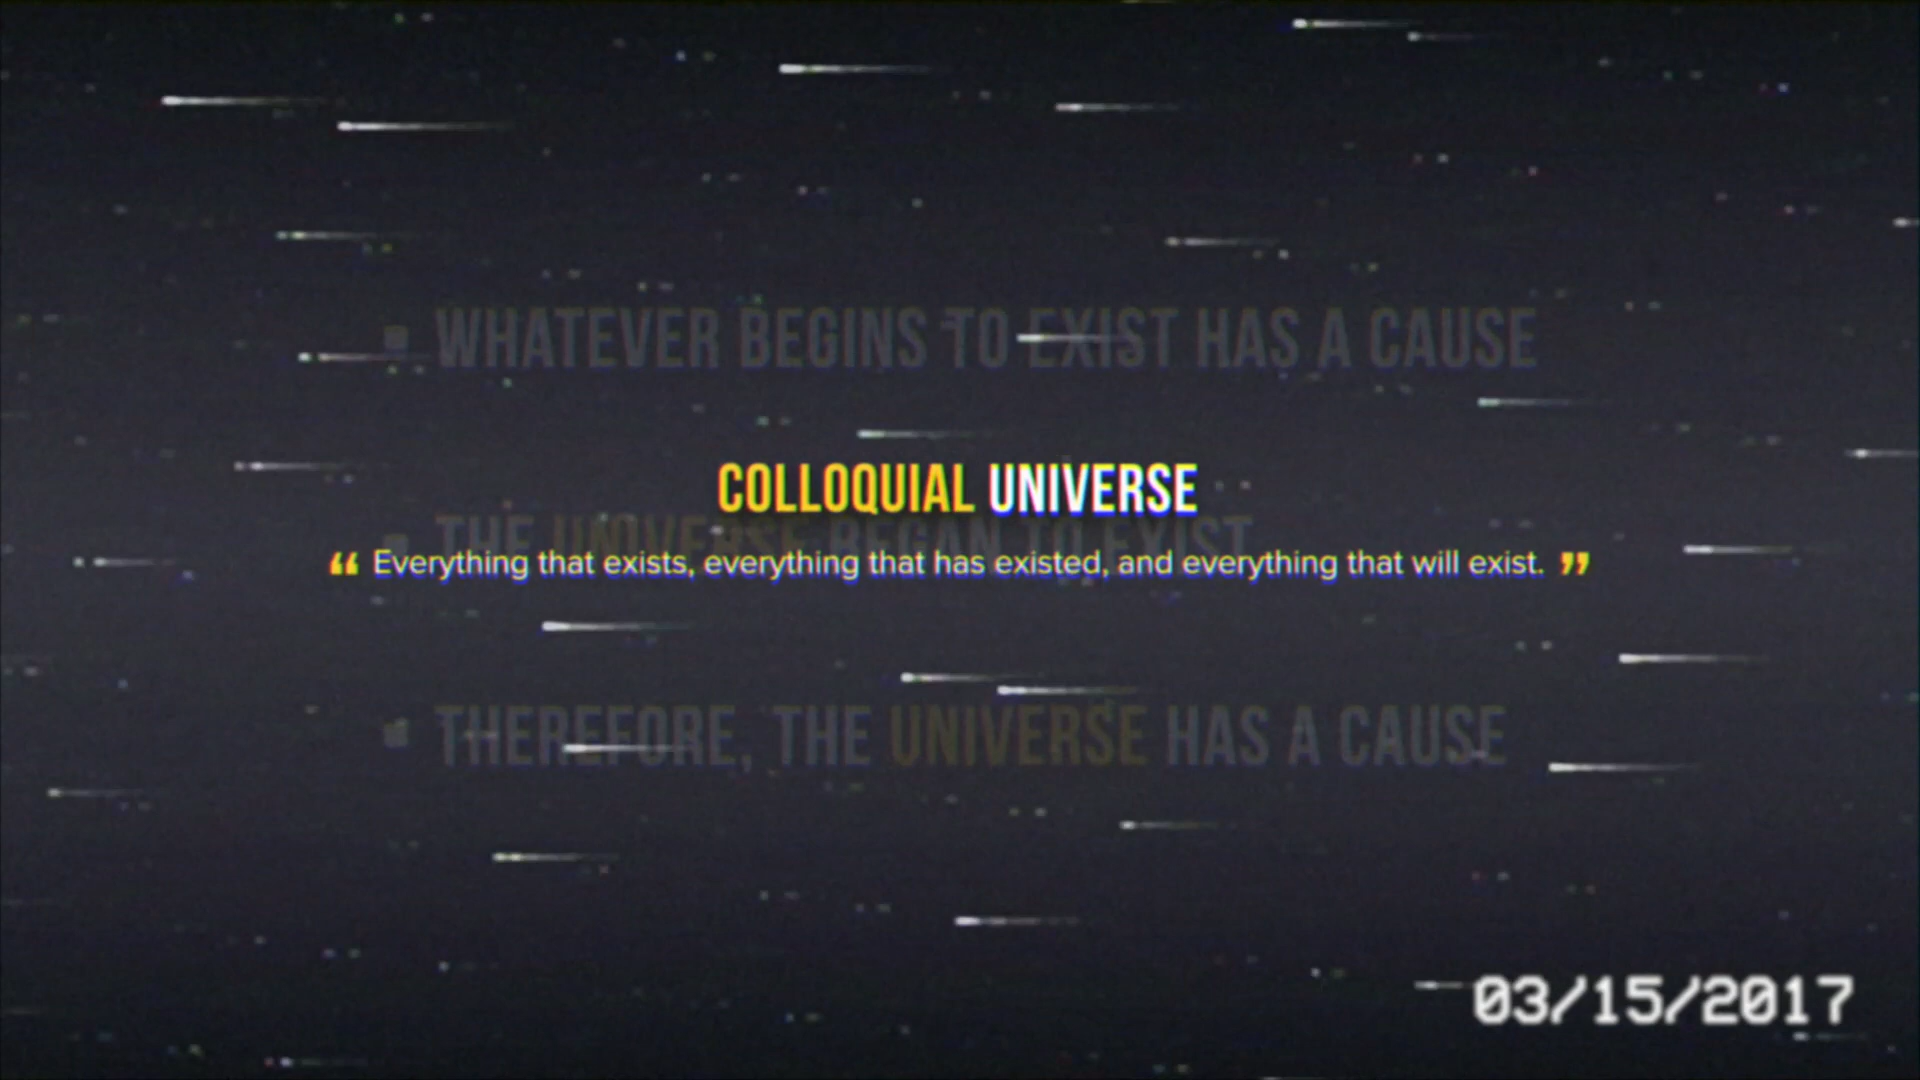 WHATEVER BEGINS TO EXIST HAS A CAUSE
COLLOQUIAL UNIVERSE
THE UNIVERSE BEGAN TO EXIST
“ Everything that exists, everything that has existed, and everything that will exist. ”
THEREFORE, THE UNIVERSE HAS A CAUSE
03/15/2017